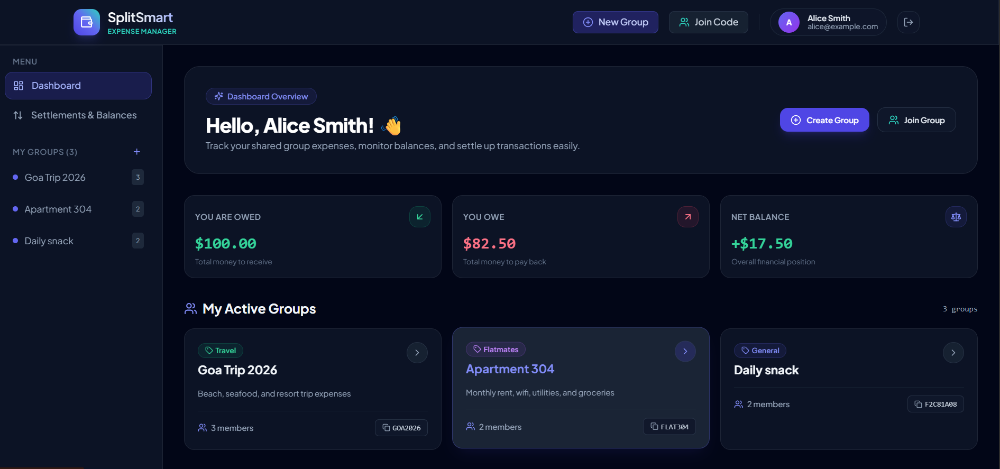 SplitSmart
EXPENSE MANAGER
New Group
Join Code
A
Alice Smith
alice@example.com
MENU
Dashboard
Settlements & Balances
MY GROUPS (3)
+
Goa Trip 2026
3
Apartment 304
2
Daily snack
2
Dashboard Overview
Hello, Alice Smith! 👋
Track your shared group expenses, monitor balances, and settle up transactions easily.
Create Group
Join Group
YOU ARE OWED
$100.00
Total money to receive
YOU OWE
$82.50
Total money to pay back
NET BALANCE
+$17.50
Overall financial position
My Active Groups
3 groups
Travel
Goa Trip 2026
Beach, seafood, and resort trip expenses
3 members
GOA2026
Flatmates
Apartment 304
Monthly rent, wifi, utilities, and groceries
2 members
FLAT304
General
Daily snack
2 members
F2C81A08